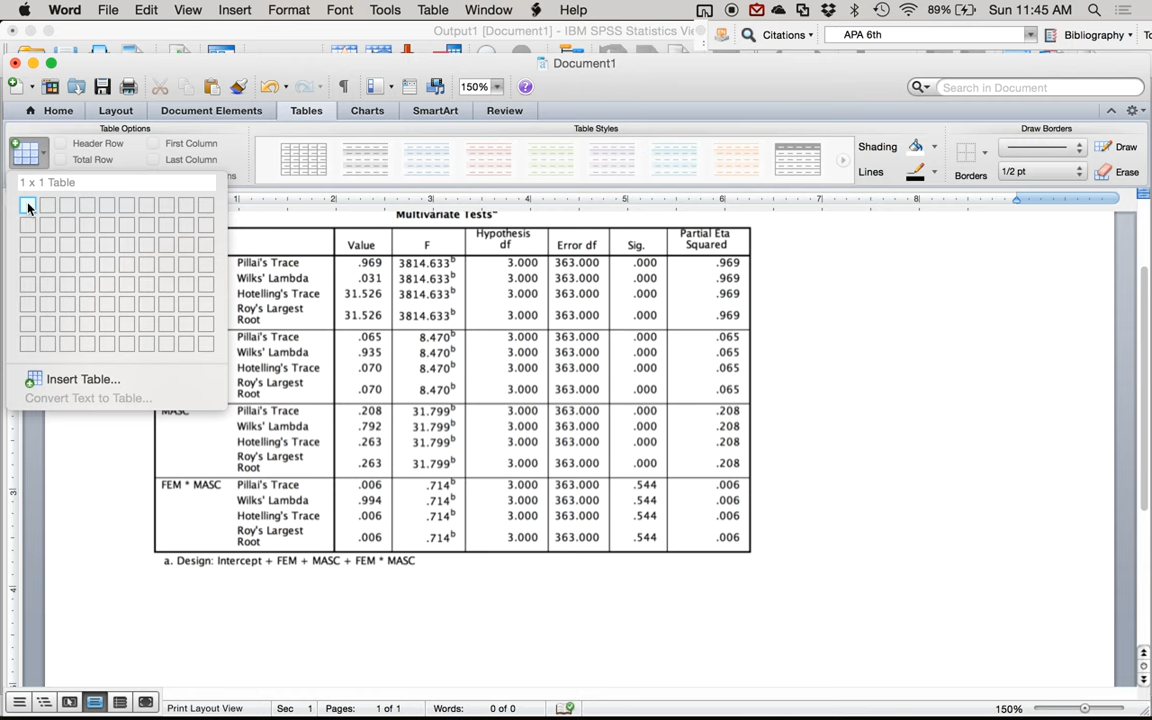 Word File Edit View Insert Format Font Tools Table Window Help 89% Sun 11:45 AM
Output1 [Document1] - IBM SPSS Statistics Vi
Citations APA 6th Bibliography To
Document1
150% Search in Document
Home Layout Document Elements Tables Charts SmartArt Review
Table Options Table Styles Draw Borders
Header Row First Column Shading Draw
Total Row Last Column Lines Borders 1/2 pt Erase
1 x 1 Table
Insert Table...
Convert Text to Table...
1 2 3 4 5 6 7 8
Multivariate Tests
Value F Hypothesis df Error df Sig. Partial Eta Squared
Pillai's Trace .969 3814.633b 3.000 363.000 .000 .969
Wilks' Lambda .031 3814.633b 3.000 363.000 .000 .969
Hotelling's Trace 31.526 3814.633b 3.000 363.000 .000 .969
Roy's Largest Root 31.526 3814.633b 3.000 363.000 .000 .969
Pillai's Trace .065 8.470b 3.000 363.000 .000 .065
Wilks' Lambda .935 8.470b 3.000 363.000 .000 .065
Hotelling's Trace .070 8.470b 3.000 363.000 .000 .065
Roy's Largest Root .070 8.470b 3.000 363.000 .000 .065
MASC Pillai's Trace .208 31.799b 3.000 363.000 .000 .208
Wilks' Lambda .792 31.799b 3.000 363.000 .000 .208
Hotelling's Trace .263 31.799b 3.000 363.000 .000 .208
Roy's Largest Root .263 31.799b 3.000 363.000 .000 .208
FEM * MASC Pillai's Trace .006 .714b 3.000 363.000 .544 .006
Wilks' Lambda .994 .714b 3.000 363.000 .544 .006
Hotelling's Trace .006 .714b 3.000 363.000 .544 .006
Roy's Largest Root .006 .714b 3.000 363.000 .544 .006
a. Design: Intercept + FEM + MASC + FEM * MASC
3
4
Print Layout View Sec 1 Pages: 1 of 1 Words: 0 of 0 150%